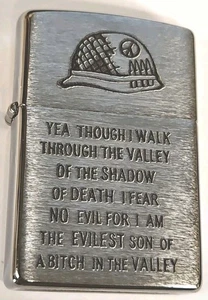 YEA THOUGH I WALK
THROUGH THE VALLEY
OF THE SHADOW
OF DEATH I FEAR
NO EVIL FOR I AM
THE EVILEST SON OF
A BITCH IN THE VALLEY